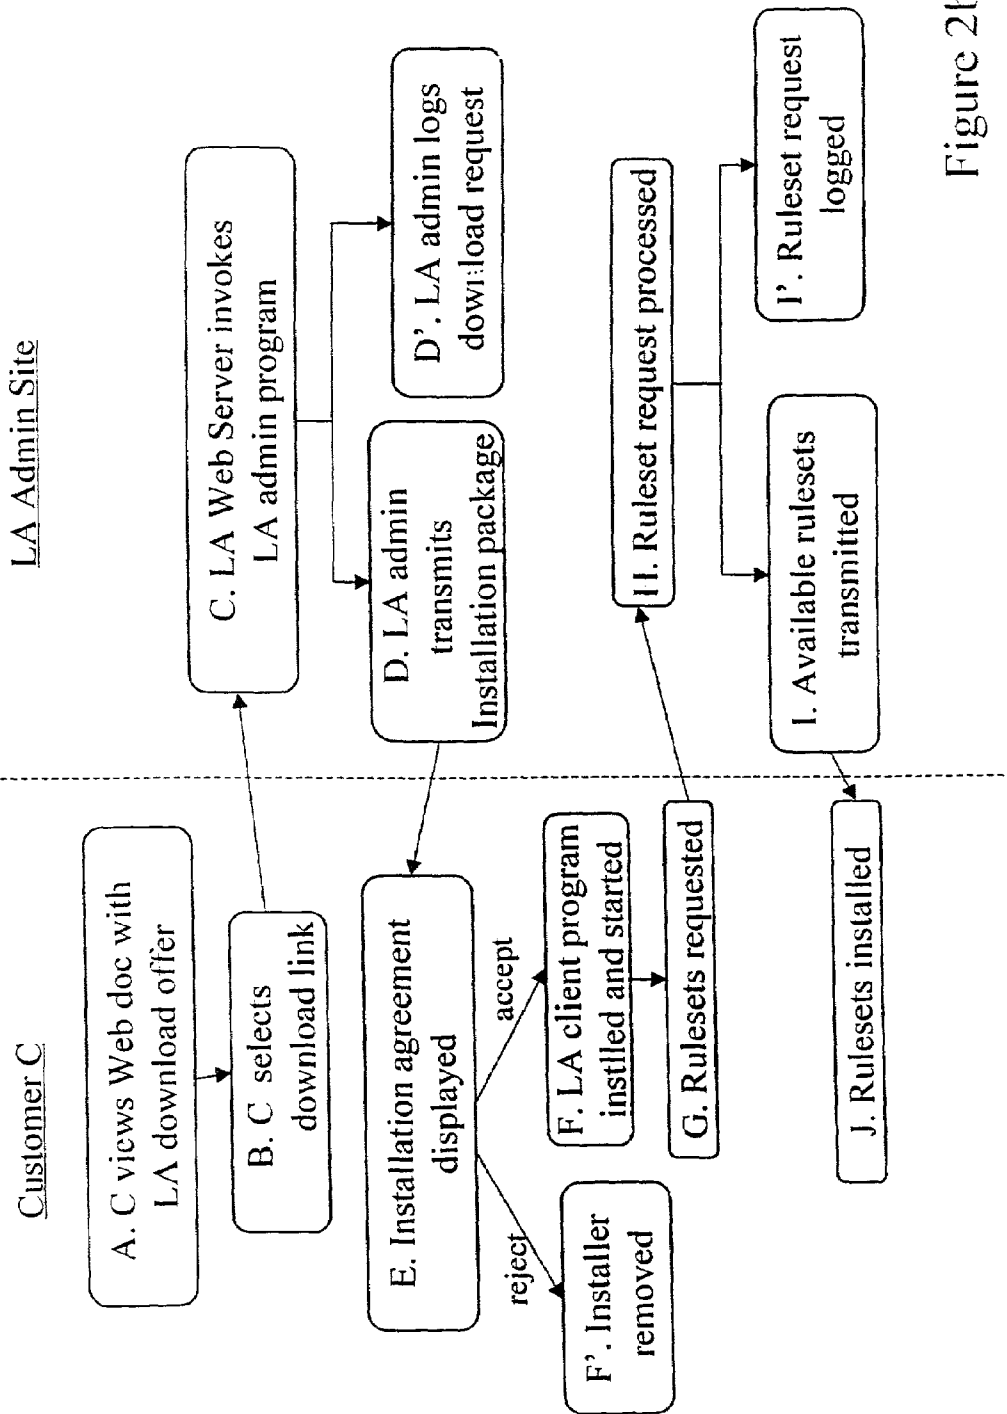 Customer C
LA Admin Site
A. C views Web doc with
LA download offer
B. C selects
download link
C. LA Web Server invokes
LA admin program
D. LA admin
transmits
Installation package
D'. LA admin logs
download request
E. Installation agreement
displayed
reject
accept
F'. Installer
removed
F. LA client program
instlled and started
G. Rulesets requested
H. Ruleset request processed
I. Available rulesets
transmitted
I'. Ruleset request
logged
J. Rulesets installed
Figure 2b